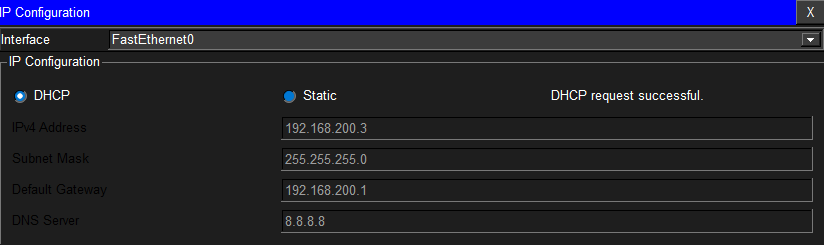 IP Configuration X
Interface FastEthernet0
IP Configuration
DHCP Static DHCP request successful.
IPv4 Address 192.168.200.3
Subnet Mask 255.255.255.0
Default Gateway 192.168.200.1
DNS Server 8.8.8.8